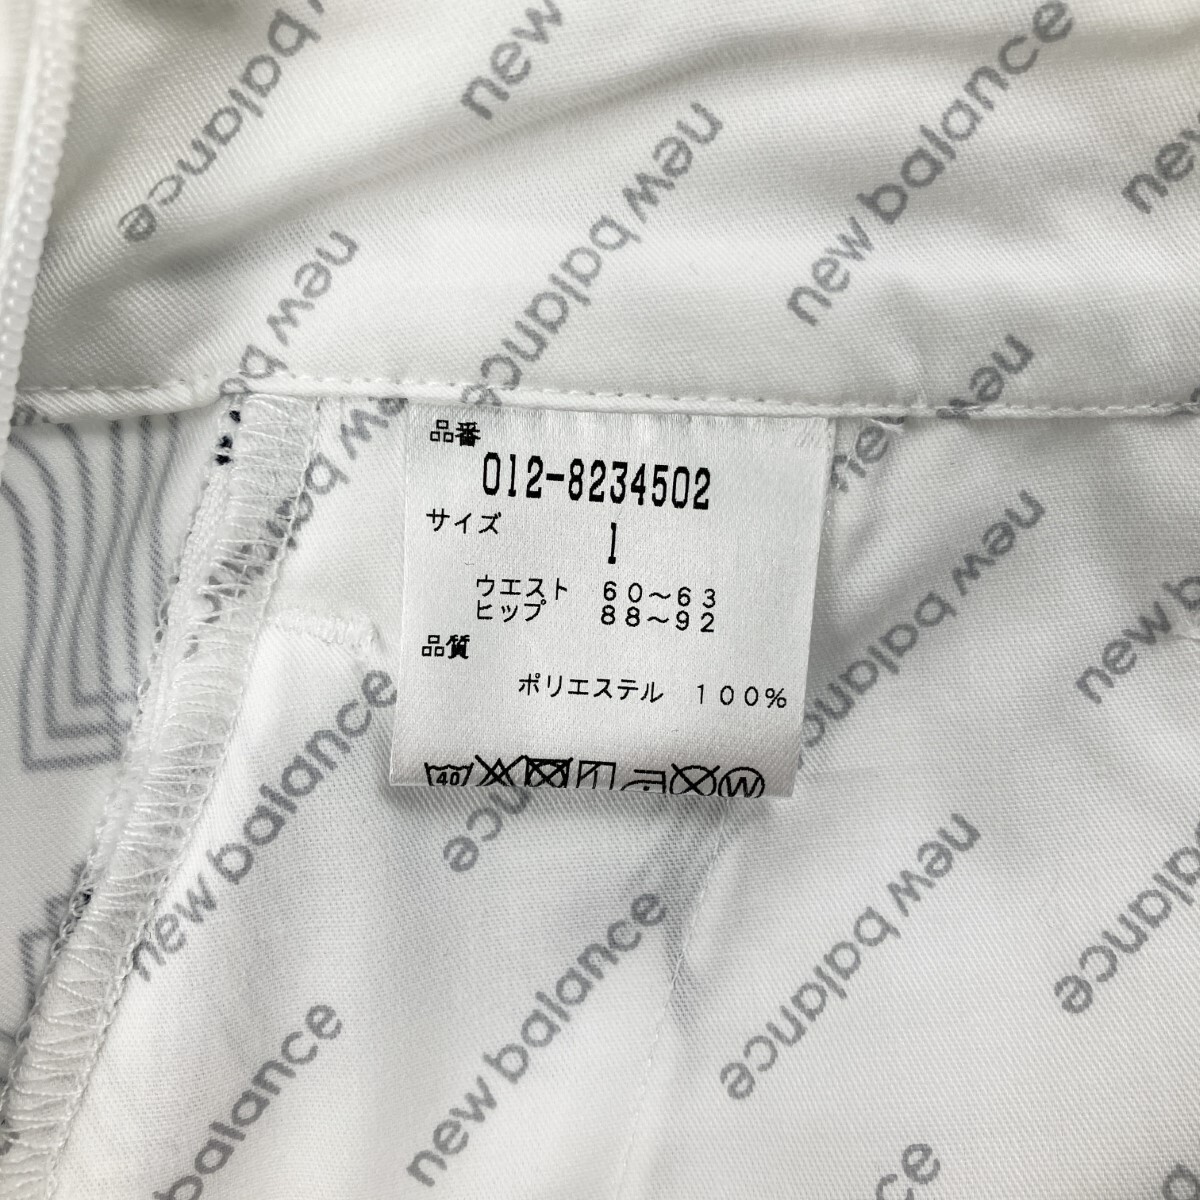 balance
new
new balance
new balance
new
new b
new
品番
012-8234502
サイズ
1
ウエスト 60~63
ヒップ 88~92
品質
ポリエステル 100%
40
W
new balance
new
new balance
new balance
balance
new balance
balance
ce